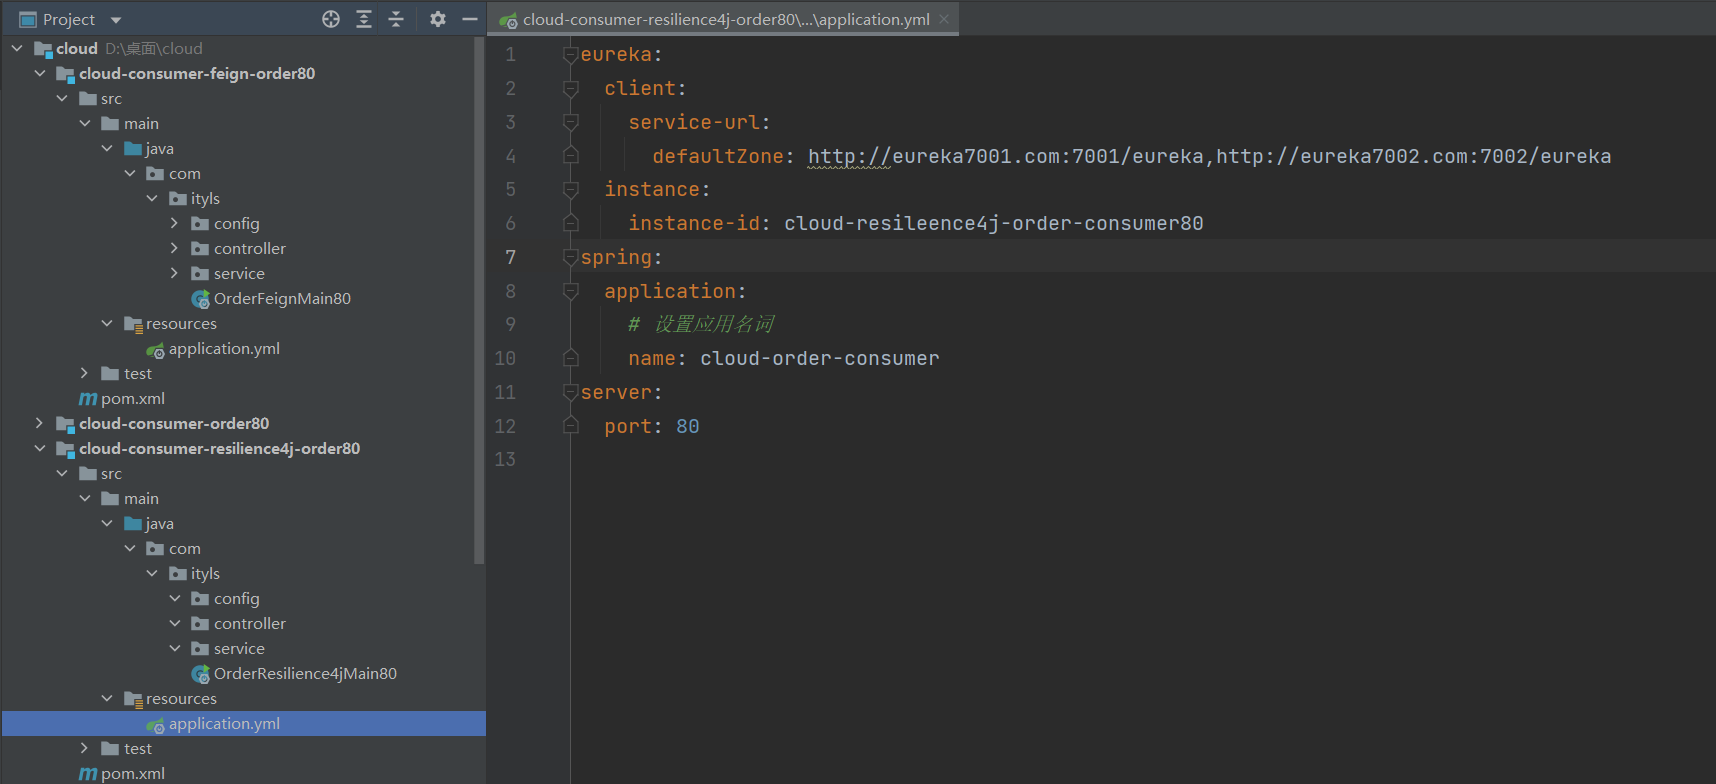 Project
cloud D:\桌面\cloud
cloud-consumer-feign-order80
src
main
java
com
ityls
config
controller
service
OrderFeignMain80
resources
application.yml
test
pom.xml
cloud-consumer-order80
cloud-consumer-resilience4j-order80
src
main
java
com
ityls
config
controller
service
OrderResilience4jMain80
resources
application.yml
test
pom.xml
cloud-consumer-resilience4j-order80\...\application.yml
1 eureka:
2 client:
3 service-url:
4 defaultZone: http://eureka7001.com:7001/eureka,http://eureka7002.com:7002/eureka
5 instance:
6 instance-id: cloud-resileence4j-order-consumer80
7 spring:
8 application:
9 # 设置应用名词
10 name: cloud-order-consumer
11 server:
12 port: 80
13